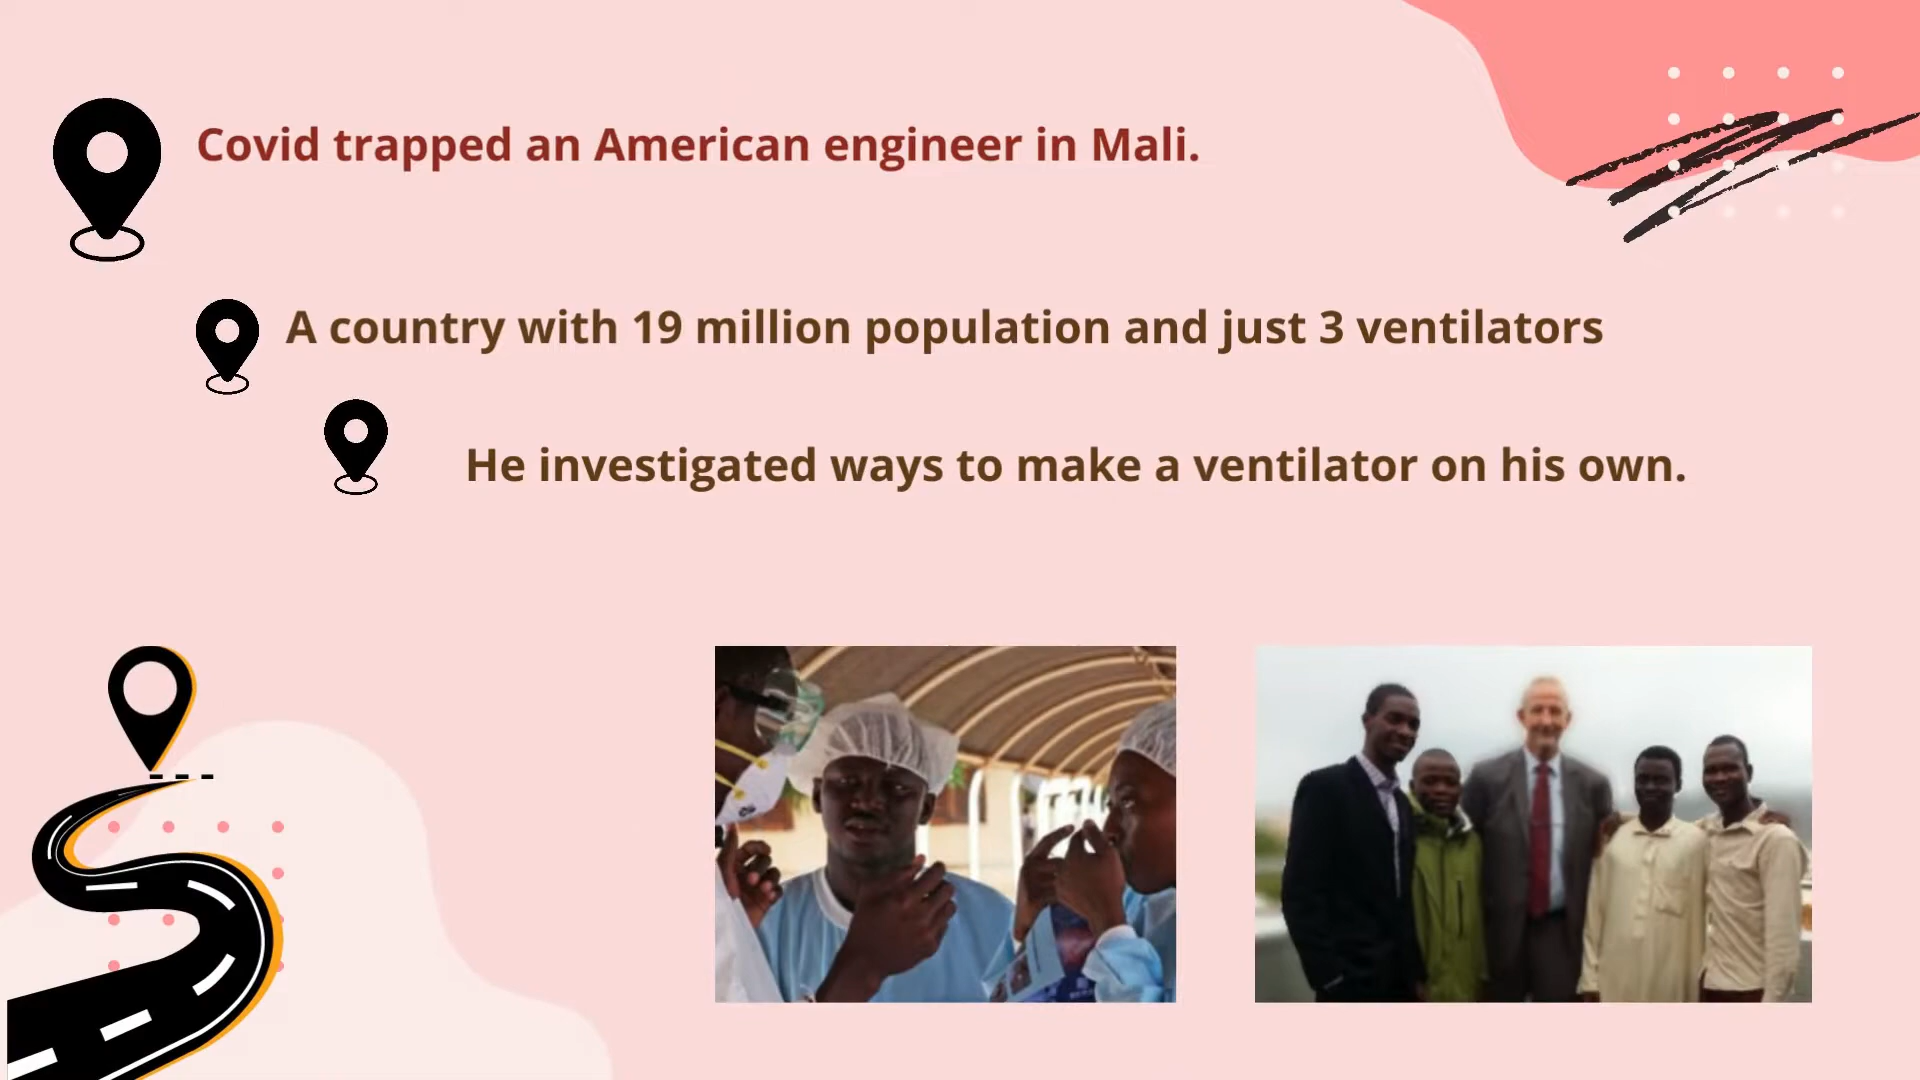 Covid trapped an American engineer in Mali.
A country with 19 million population and just 3 ventilators
He investigated ways to make a ventilator on his own.